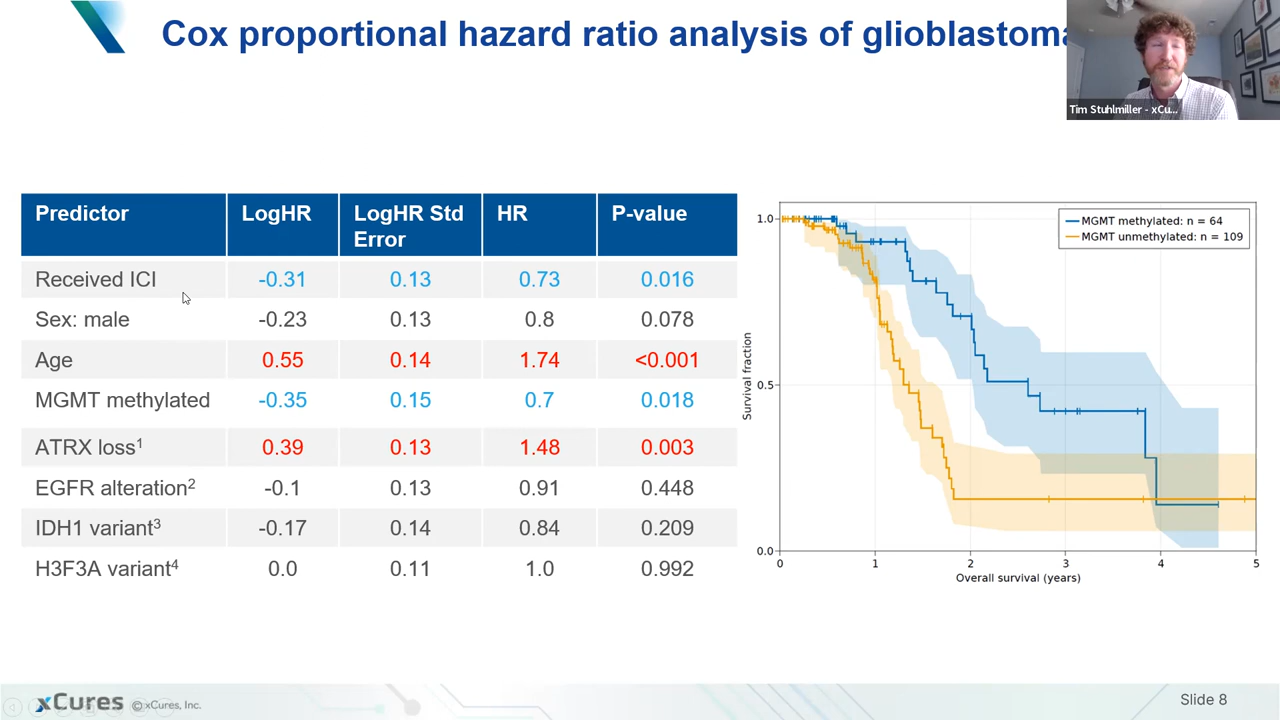 Cox proportional hazard ratio analysis of glioblastoma
Tim Stuhlmiller - xCu...
Predictor LogHR LogHR Std Error HR P-value
Received ICI -0.31 0.13 0.73 0.016
Sex: male -0.23 0.13 0.8 0.078
Age 0.55 0.14 1.74 <0.001
MGMT methylated -0.35 0.15 0.7 0.018
ATRX loss¹ 0.39 0.13 1.48 0.003
EGFR alteration² -0.1 0.13 0.91 0.448
IDH1 variant³ -0.17 0.14 0.84 0.209
H3F3A variant⁴ 0.0 0.11 1.0 0.992
MGMT methylated: n = 64
MGMT unmethylated: n = 109
Survival fraction
1.0
0.5
0.0
0 1 2 3 4 5
Overall survival (years)
xCures © xCures, Inc.
Slide 8